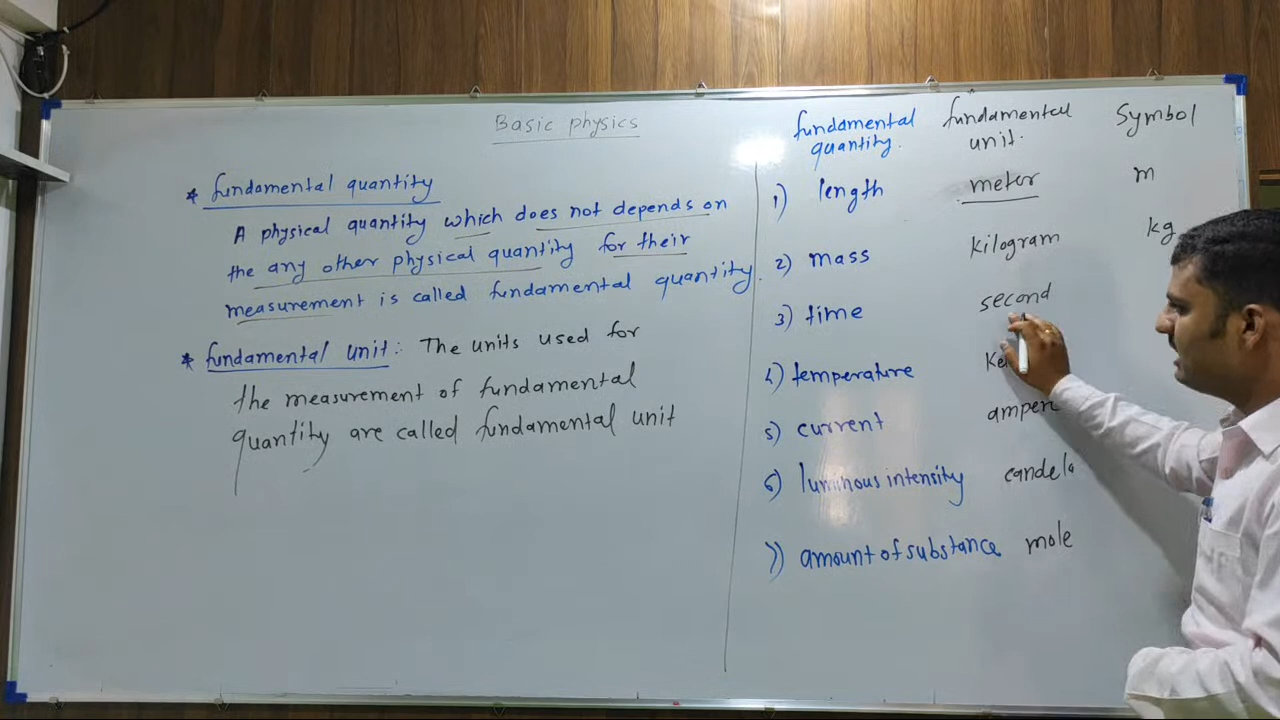 Basic physics
* fundamental quantity
A physical quantity which does not depends on
the any other physical quantity for their
measurement is called fundamental quantity.
* fundamental unit: The units used for
the measurement of fundamental
quantity are called fundamental unit
fundamental quantity. fundamental unit. Symbol
1) length meter m
2) mass kilogram kg
3) time second
4) temperature
5) current
6) luminous intensity candela
7) amount of substance mole